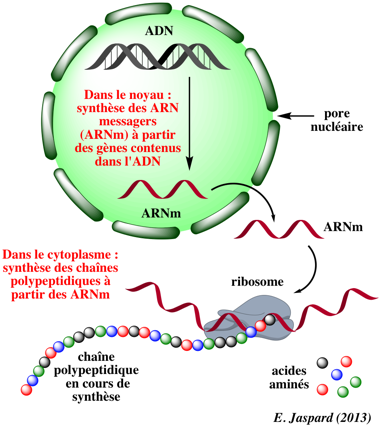 ADN
Dans le noyau :
synthèse des ARN
messagers
(ARNm) à partir
des gènes contenus
dans l'ADN
pore
nucléaire
ARNm
ARNm
Dans le cytoplasme :
synthèse des chaînes
polypeptidiques à
partir des ARNm
ribosome
chaîne
polypeptidique
en cours de
synthèse
acides
aminés
E. Jaspard (2013)